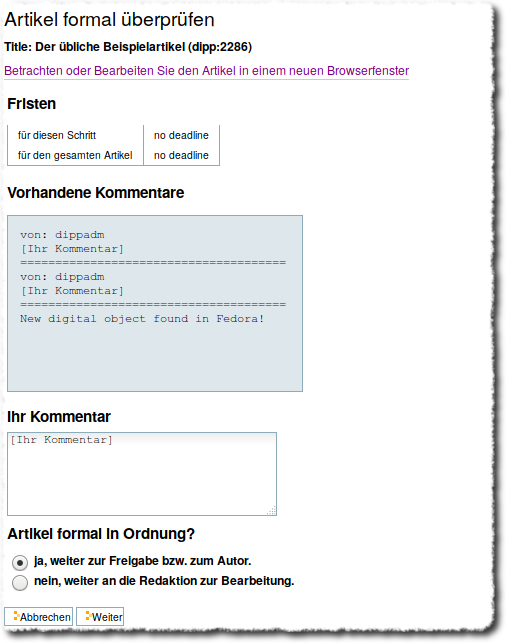 Artikel formal überprüfen
Title: Der übliche Beispielartikel (dipp:2286)
Betrachten oder Bearbeiten Sie den Artikel in einem neuen Browserfenster
Fristen
für diesen Schritt no deadline
für den gesamten Artikel no deadline
Vorhandene Kommentare
von: dippadm
[Ihr Kommentar]
======================================
von: dippadm
[Ihr Kommentar]
======================================
New digital object found in Fedora!
Ihr Kommentar
[Ihr Kommentar]
Artikel formal in Ordnung?
ja, weiter zur Freigabe bzw. zum Autor.
nein, weiter an die Redaktion zur Bearbeitung.
Abbrechen Weiter